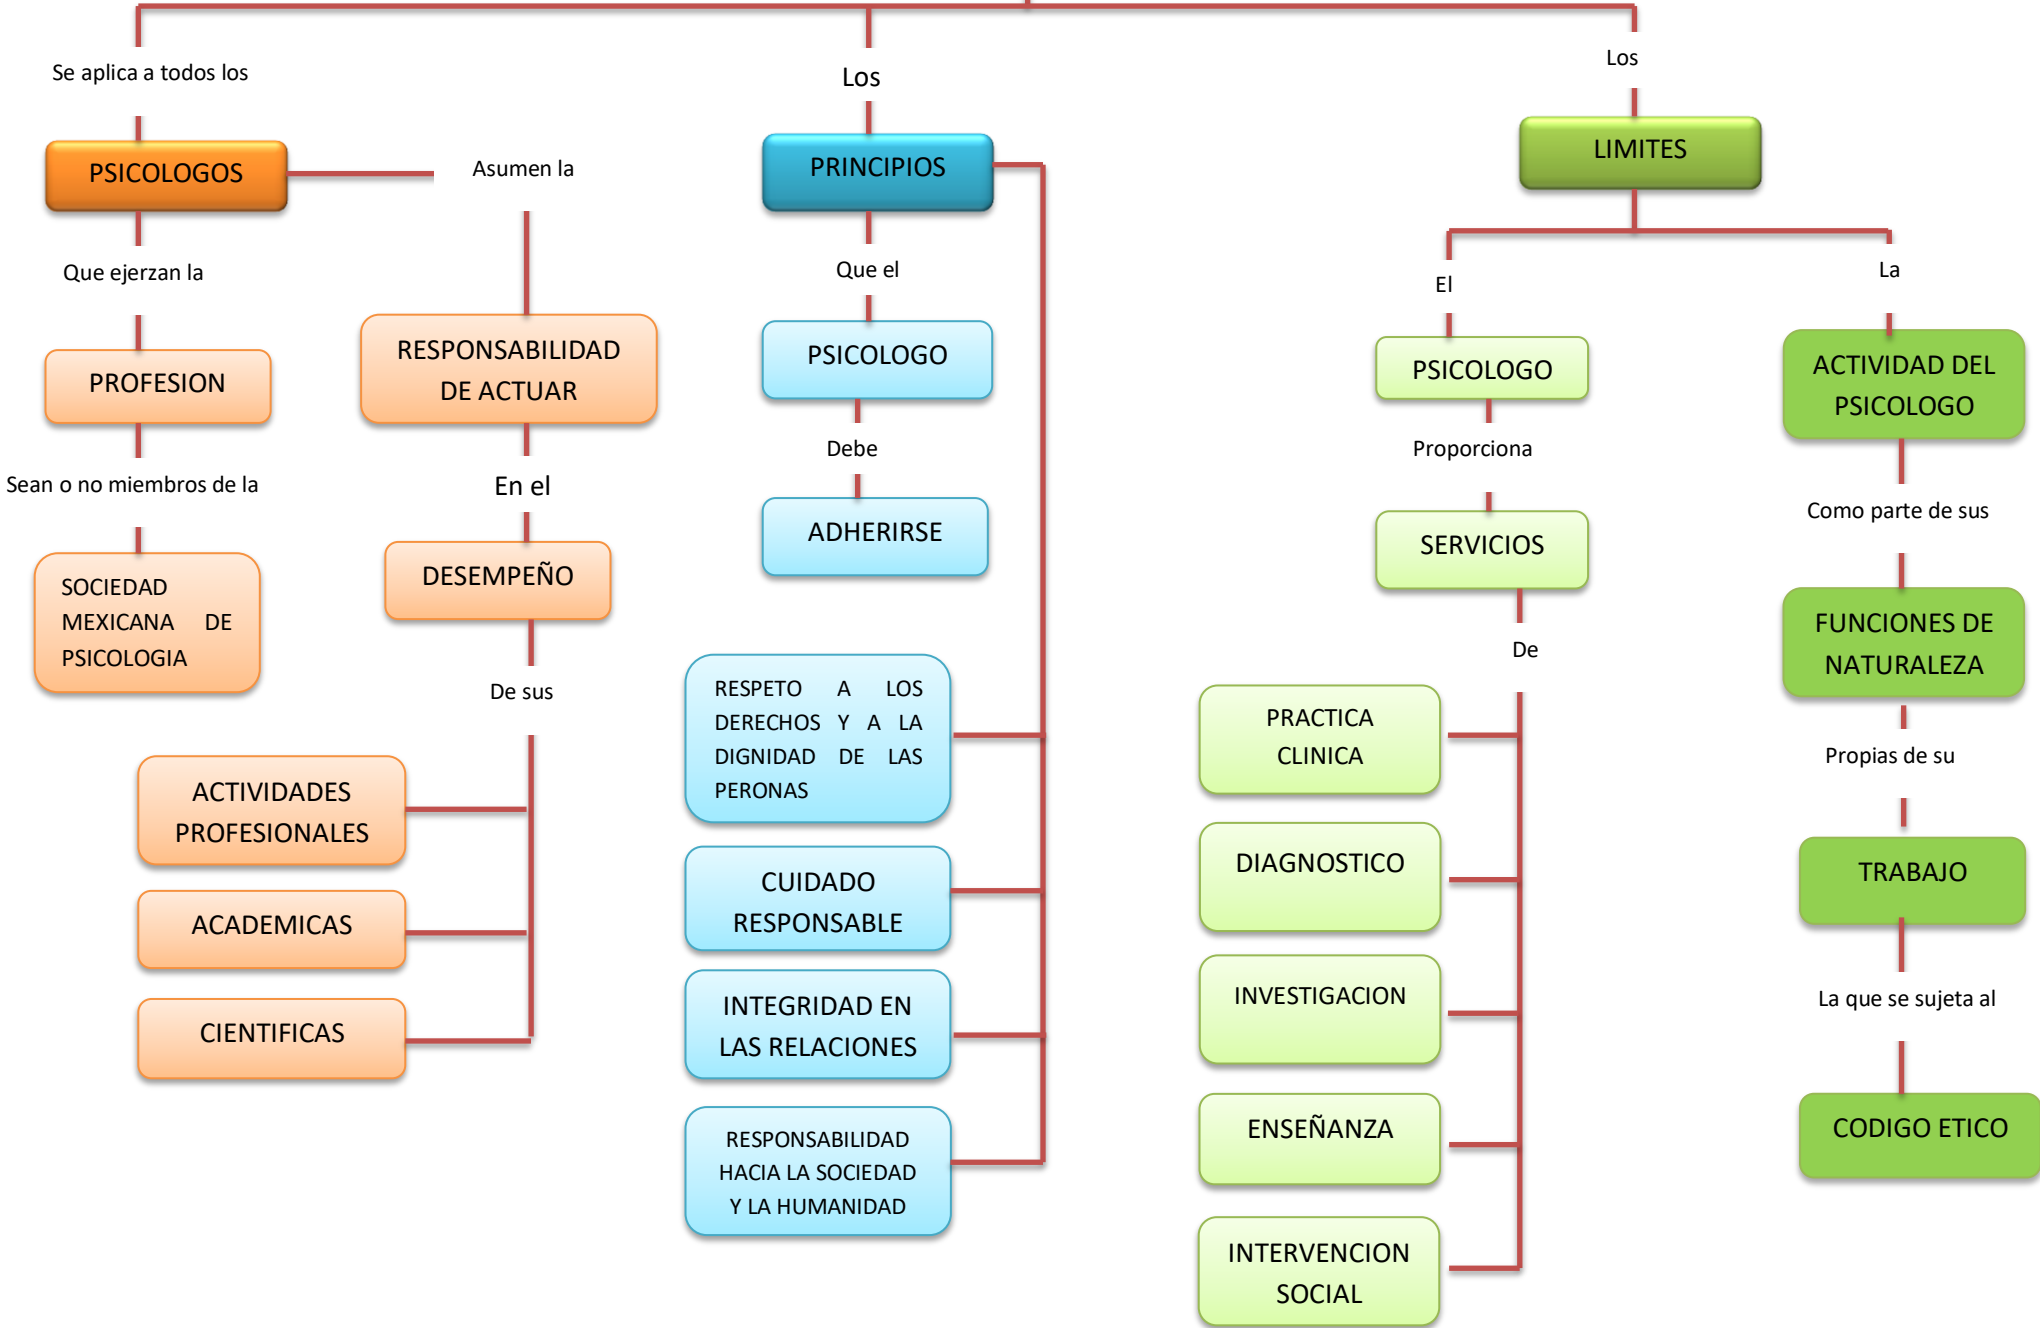 Se aplica a todos los
PSICOLOGOS
Asumen la
Que ejerzan la
PROFESION
Sean o no miembros de la
SOCIEDAD
MEXICANA DE
PSICOLOGIA
RESPONSABILIDAD
DE ACTUAR
En el
DESEMPEÑO
De sus
ACTIVIDADES
PROFESIONALES
ACADEMICAS
CIENTIFICAS
Los
PRINCIPIOS
Que el
PSICOLOGO
Debe
ADHERIRSE
RESPETO A LOS
DERECHOS Y A LA
DIGNIDAD DE LAS
PERONAS
CUIDADO
RESPONSABLE
INTEGRIDAD EN
LAS RELACIONES
RESPONSABILIDAD
HACIA LA SOCIEDAD
Y LA HUMANIDAD
Los
LIMITES
El
PSICOLOGO
Proporciona
SERVICIOS
De
PRACTICA
CLINICA
DIAGNOSTICO
INVESTIGACION
ENSEÑANZA
INTERVENCION
SOCIAL
La
ACTIVIDAD DEL
PSICOLOGO
Como parte de sus
FUNCIONES DE
NATURALEZA
Propias de su
TRABAJO
La que se sujeta al
CODIGO ETICO